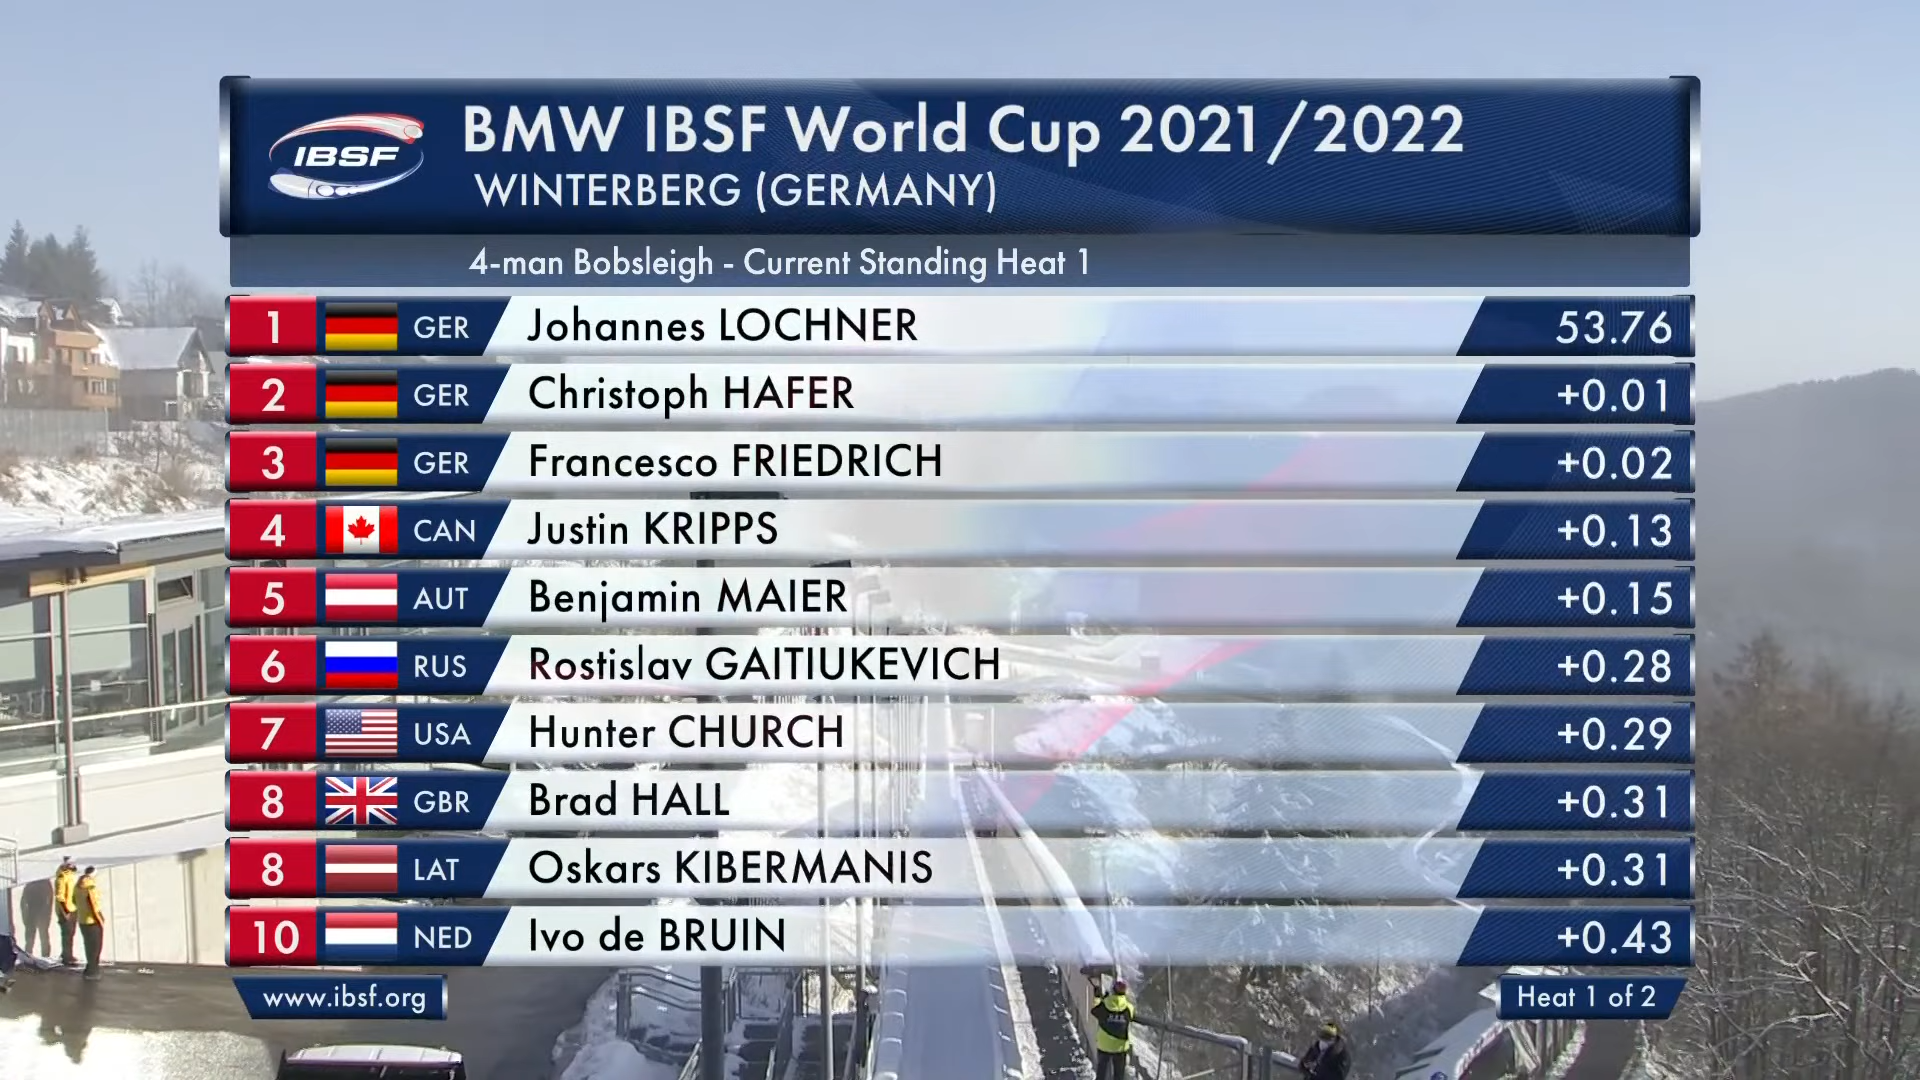 IBSF
BMW IBSF World Cup 2021/2022
WINTERBERG (GERMANY)
4-man Bobsleigh - Current Standing Heat 1
1 GER Johannes LOCHNER 53.76
2 GER Christoph HAFER +0.01
3 GER Francesco FRIEDRICH +0.02
4 CAN Justin KRIPPS +0.13
5 AUT Benjamin MAIER +0.15
6 RUS Rostislav GAITIUKEVICH +0.28
7 USA Hunter CHURCH +0.29
8 GBR Brad HALL +0.31
8 LAT Oskars KIBERMANIS +0.31
10 NED Ivo de BRUIN +0.43
www.ibsf.org
Heat 1 of 2